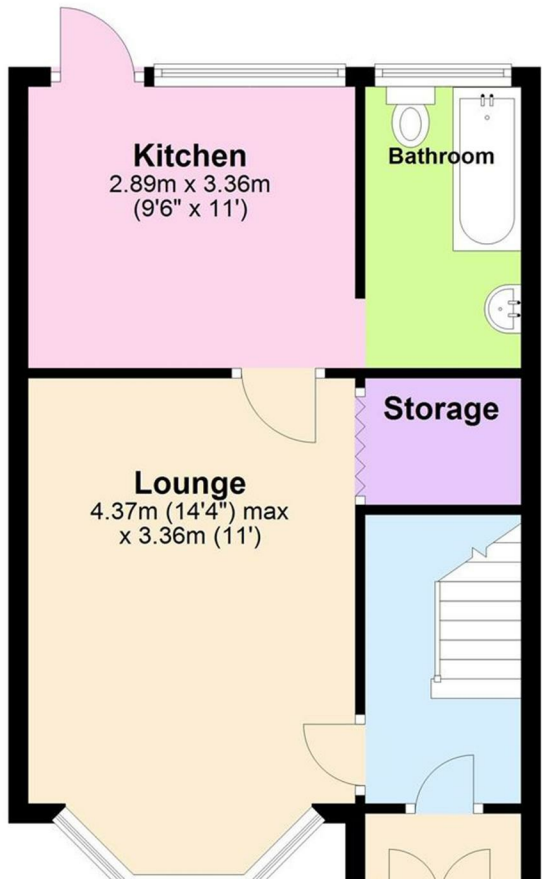 Kitchen
2.89m x 3.36m
(9'6" x 11')
Bathroom
Storage
Lounge
4.37m (14'4") max
x 3.36m (11')